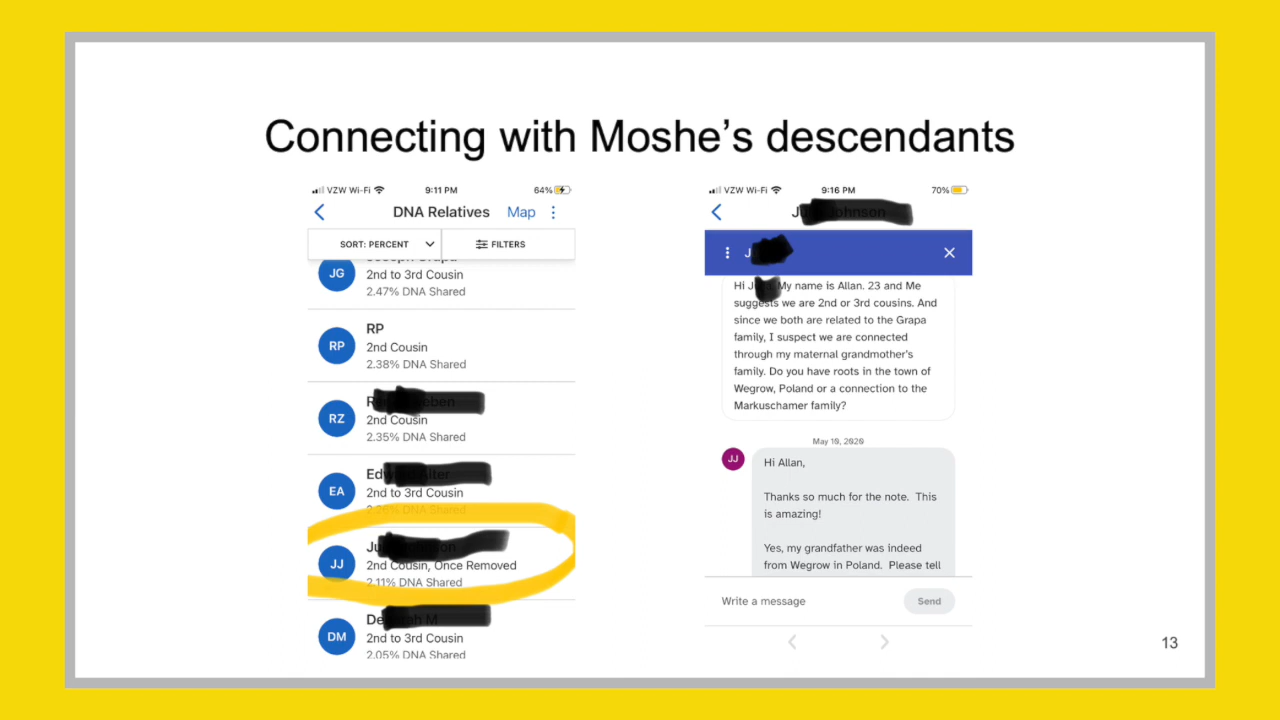 Connecting with Moshe's descendants
VZW Wi-Fi
9:11 PM
64%
DNA Relatives
Map
SORT: PERCENT
FILTERS
JG
2nd to 3rd Cousin
2.47% DNA Shared
RP
RP
2nd Cousin
2.38% DNA Shared
RZ
2nd Cousin
2.35% DNA Shared
EA
2nd to 3rd Cousin
2.26% DNA Shared
JJ
2nd Cousin, Once Removed
2.11% DNA Shared
DM
2nd to 3rd Cousin
2.05% DNA Shared
VZW Wi-Fi
9:16 PM
70%
Hi My name is Allan. 23 and Me
suggests we are 2nd or 3rd cousins. And
since we both are related to the Grapa
family, I suspect we are connected
through my maternal grandmother's
family. Do you have roots in the town of
Wegrow, Poland or a connection to the
Markuschamer family?
May 10, 2020
JJ
Hi Allan,
Thanks so much for the note. This
is amazing!
Yes, my grandfather was indeed
from Wegrow in Poland. Please tell
Write a message
Send
13